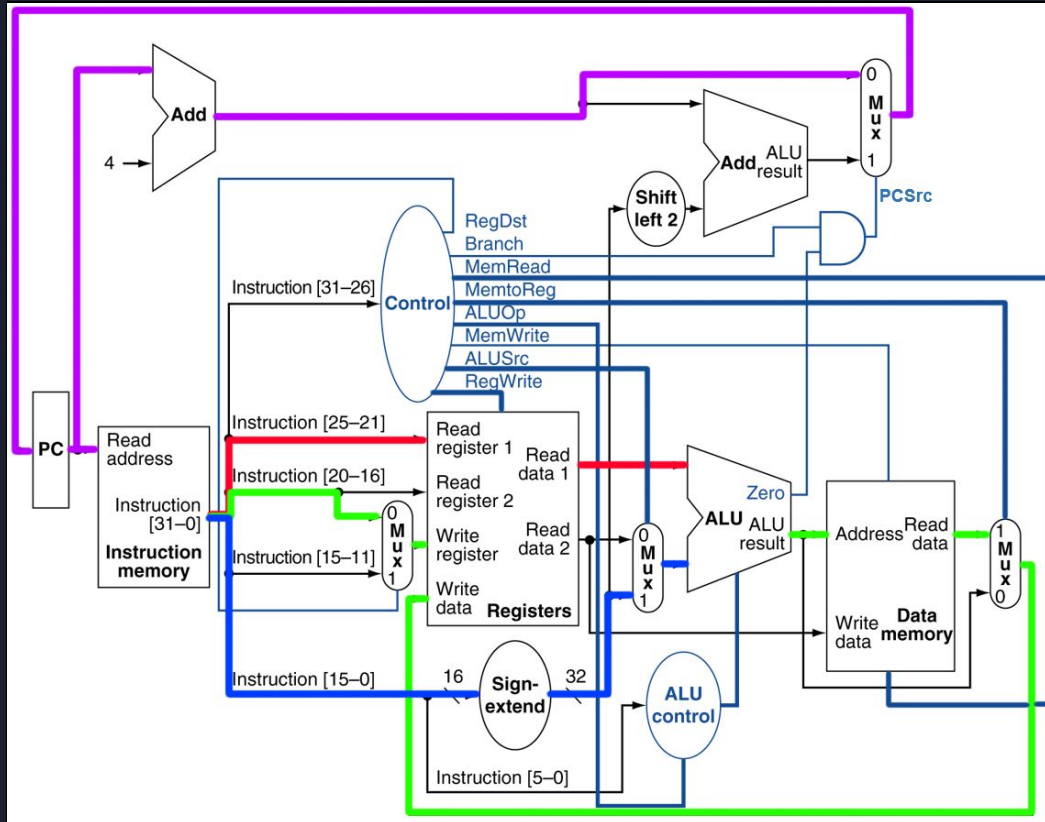 0
M
u
x
1
Add
4
Add
ALU
result
Shift
left 2
PCSrc
RegDst
Branch
MemRead
MemtoReg
ALUOp
MemWrite
ALUSrc
RegWrite
Control
Instruction [31–26]
PC
Read
address
Instruction
[31–0]
Instruction
memory
Instruction [25–21]
Instruction [20–16]
Instruction [15–11]
0
M
u
x
1
Read
register 1
Read
register 2
Write
register
Write
data
Read
data 1
Read
data 2
Registers
0
M
u
x
1
Zero
ALU
ALU
result
Address
Read
data
Write
data
Data
memory
1
M
u
x
0
Instruction [15–0]
16
Sign-
extend
32
ALU
control
Instruction [5–0]